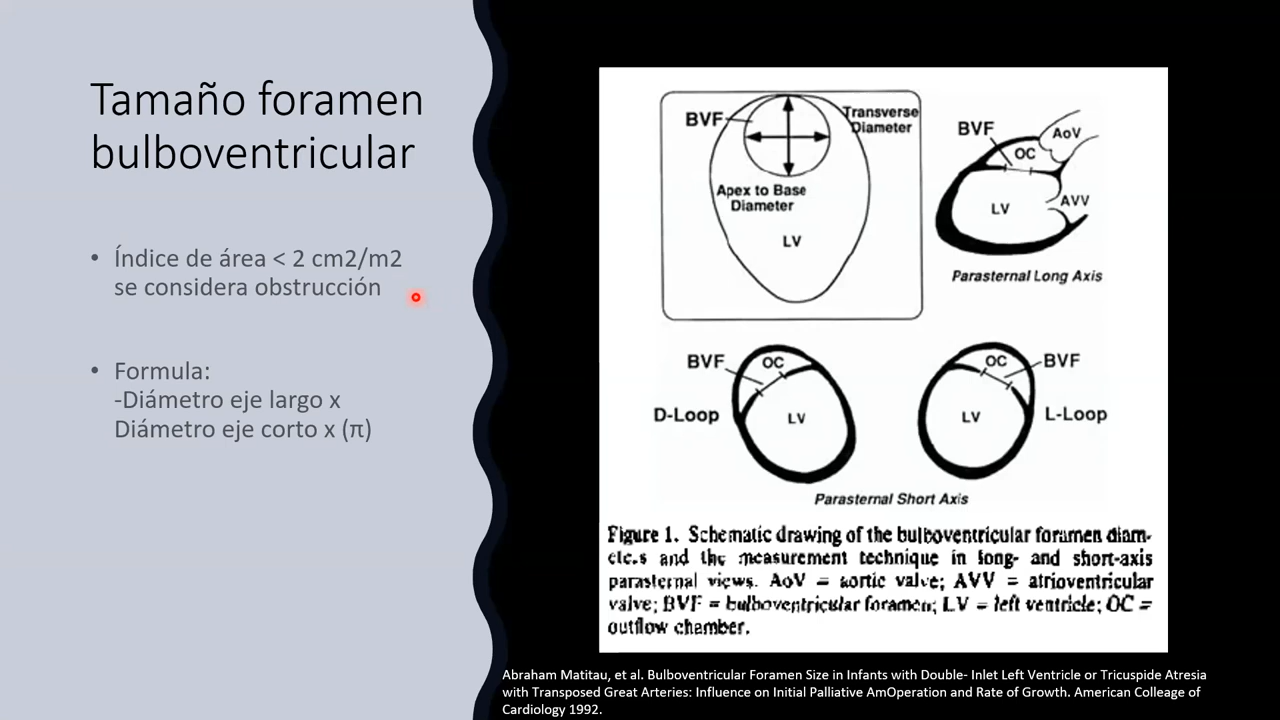 Tamaño foramen
bulboventricular
• Índice de área < 2 cm2/m2
se considera obstrucción
• Formula:
-Diámetro eje largo x
Diámetro eje corto x (π)
BVF
Transverse
Diameter
Apex to Base
Diameter
LV
BVF
AoV
OC
LV
AVV
Parasternal Long Axis
BVF
OC
D-Loop
LV
OC
BVF
LV
L-Loop
Parasternal Short Axis
Figure 1. Schematic drawing of the bulboventricular foramen diam-
and the measurement technique in long- and short-axis
parasternal views. AoV = aortic valve; AVV = atrioventricular
valve; BVF = bulboventricular foramen; LV = left ventricle; OC =
outflow chamber.
Abraham Matitau, et al. Bulboventricular Foramen Size in Infants with Double- Inlet Left Ventricle or Tricuspide Atresia
with Transposed Great Arteries: Influence on Initial Palliative AmOperation and Rate of Growth. American Colleage of
Cardiology 1992.